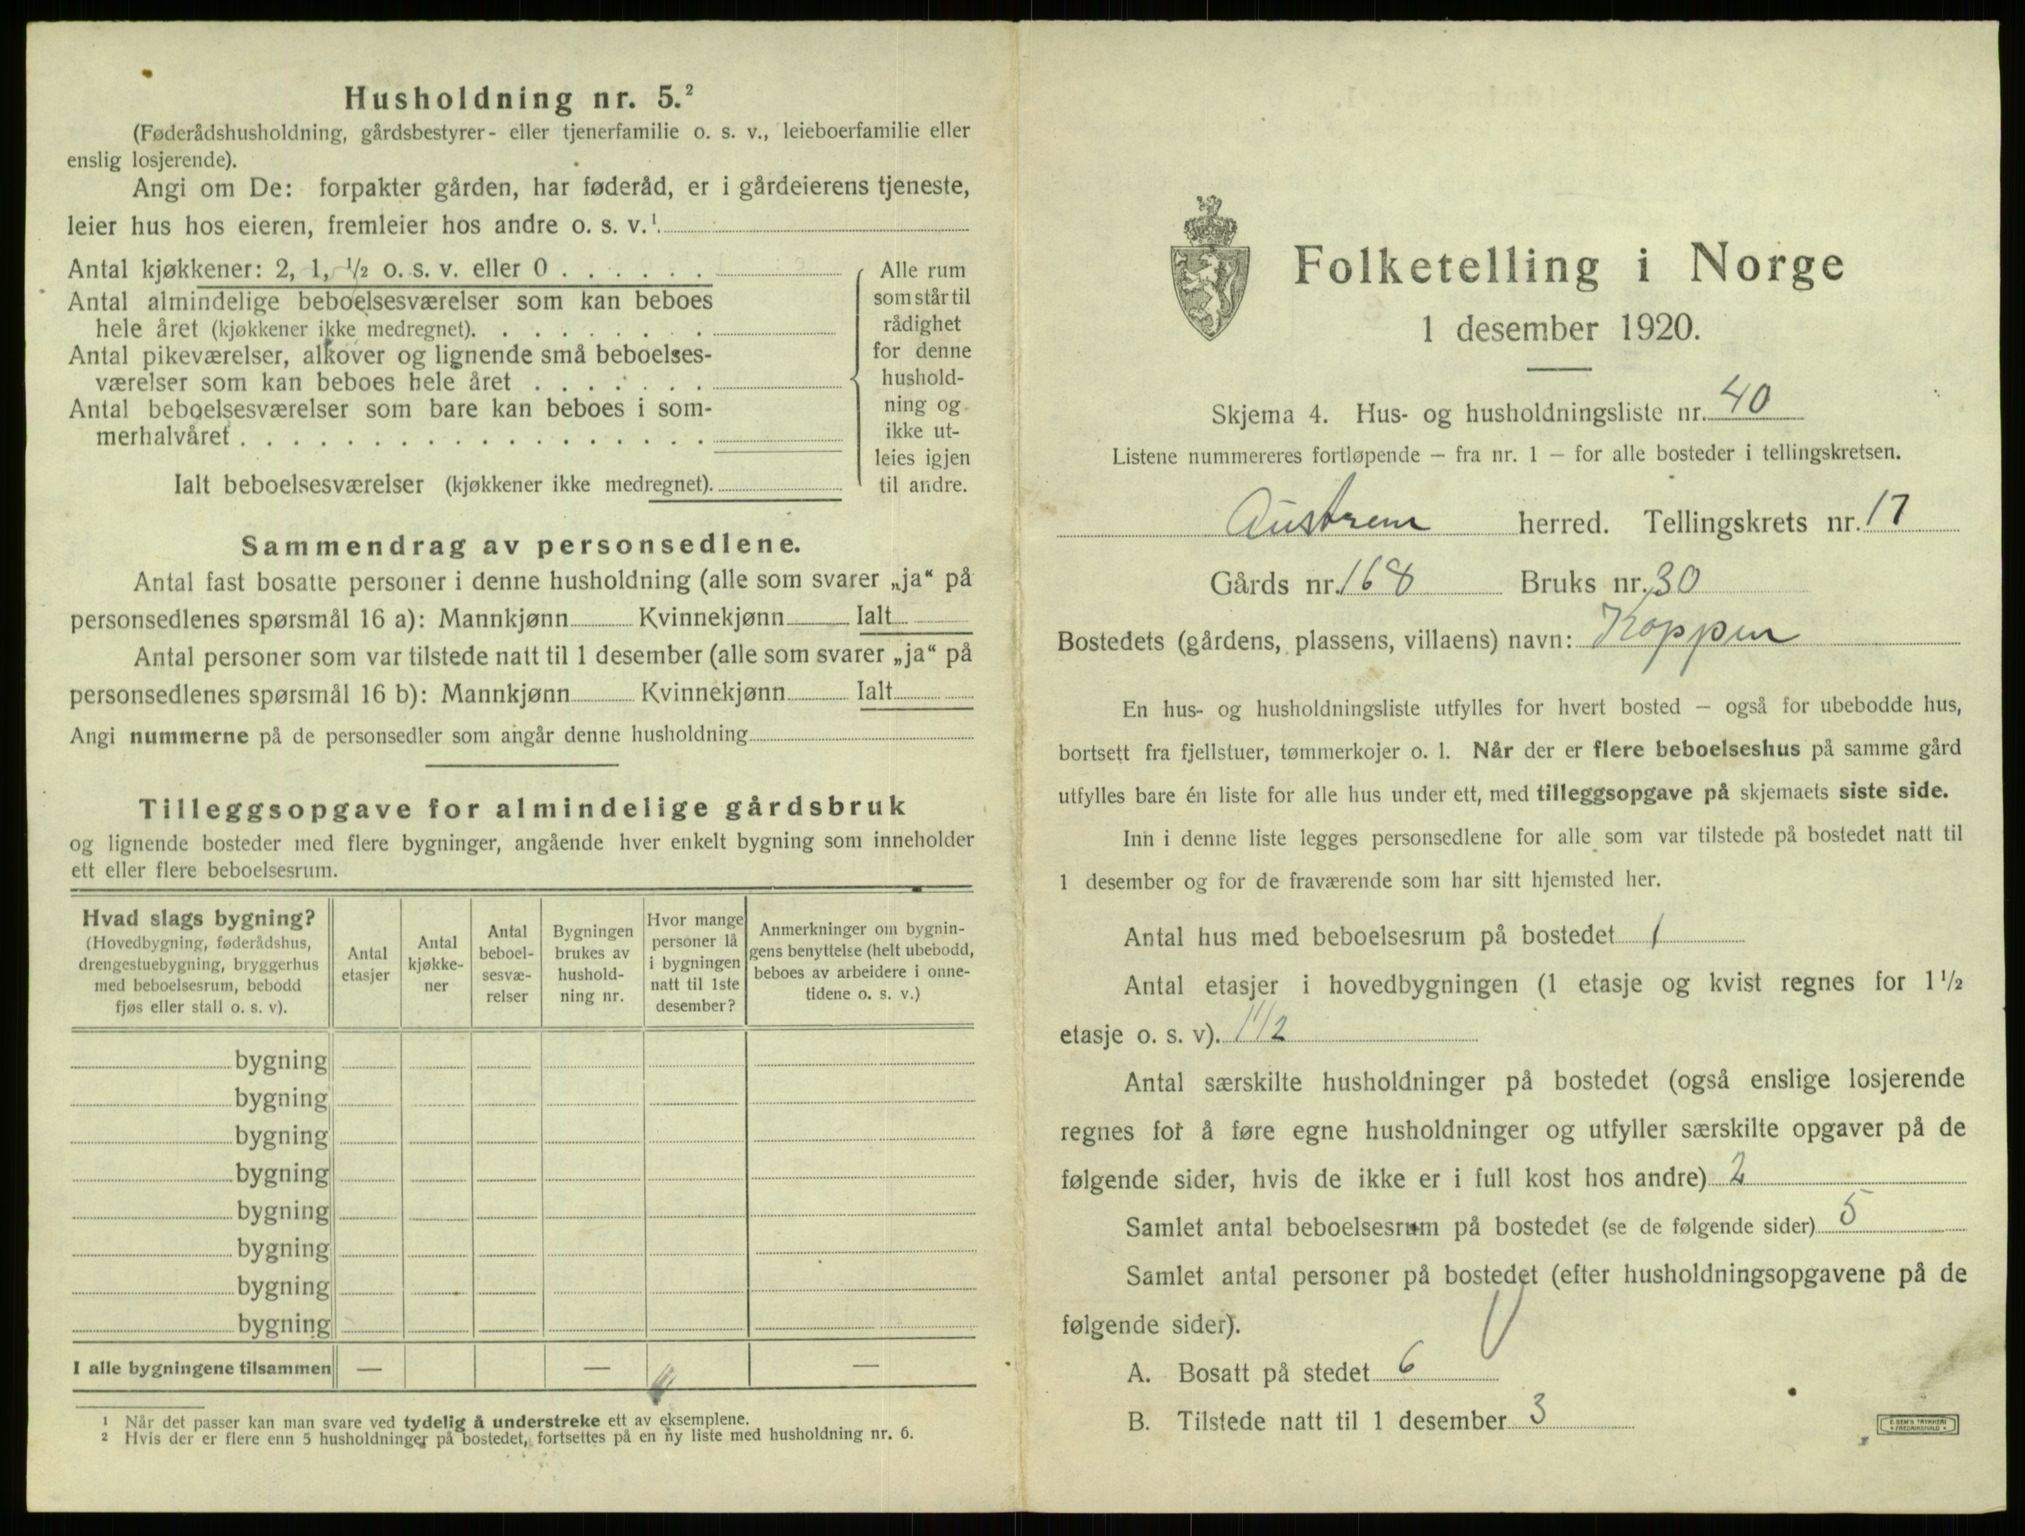 Husholdning nr. 5.²
(Føderådshusholdning, gårdsbestyrer- eller tjenerfamilie o. s. v., leieboerfamilie eller
enslig losjerende).
Angi om De: forpakter gården, har føderåd, er i gårdeierens tjeneste,
leier hus hos eieren, fremleier hos andre o. s. v.¹
Antal kjøkkener: 2, 1, ½ o. s. v. eller 0 . . . . . .
Antal almindelige beboelsesværelser som kan beboes
hele året (kjøkkener ikke medregnet). . . . . . . . .
Antal pikeværelser, alkover og lignende små beboelses-
værelser som kan beboes hele året . . . . . . .
Antal beboelsesværelser som bare kan beboes i som-
merhalvåret . . . . . . . . . . . . . . . . . .
Ialt beboelsesværelser (kjøkkener ikke medregnet).
Alle rum
som står til
rådighet
for denne
hushold-
ning og
ikke ut-
leies igjen
til andre.
Sammendrag av personsedlene.
Antal fast bosatte personer i denne husholdning (alle som svarer „ja“ på
personsedlenes spørsmål 16 a): Mannkjønn Kvinnekjønn Ialt
Antal personer som var tilstede natt til 1 desember (alle som svarer „ja“ på
personsedlenes spørsmål 16 b): Mannkjønn Kvinnekjønn Ialt
Angi nummerne på de personsedler som angår denne husholdning
Tilleggsopgave for almindelige gårdsbruk
og lignende bosteder med flere bygninger, angående hver enkelt bygning som inneholder
ett eller flere beboelsesrum.
Hvad slags bygning?
(Hovedbygning, føderådshus,
drengestuebygning, bryggerhus
med beboelsesrum, bebodd
fjøs eller stall o. s. v).
Antal
etasjer
Antal
kjøkke-
ner
Antal
beboel-
sesvæ-
relser
Bygningen
brukes av
hushold-
ning nr.
Hvor mange
personer lå
i bygningen
natt til 1ste
desember?
Anmerkninger om bygnin-
gens benyttelse (helt ubebodd,
beboes av arbeidere i onne-
tidene o. s. v.)
bygning
bygning
bygning
bygning
bygning
bygning
bygning
bygning
I alle bygningene tilsammen — — —
¹ Når det passer kan man svare ved tydelig å understreke ett av eksemplene.
² Hvis der er flere enn 5 husholdninger på bostedet, fortsettes på en ny liste med husholdning nr. 6.
Folketelling i Norge
1 desember 1920.
Skjema 4. Hus- og husholdningsliste nr. 40
Listene nummereres fortløpende — fra nr. 1 — for alle bosteder i tellingskretsen.
Austrem herred. Tellingskrets nr. 17
Gårds nr. 168 Bruks nr. 30
Bostedets (gårdens, plassens, villaens) navn: Koppen
En hus- og husholdningsliste utfylles for hvert bosted — også for ubebodde hus,
bortsett fra fjellstuer, tømmerkojer o. l. Når der er flere beboelseshus på samme gård
utfylles bare én liste for alle hus under ett, med tilleggsopgave på skjemaets siste side.
Inn i denne liste legges personsedlene for alle som var tilstede på bostedet natt til
1 desember og for de fraværende som har sitt hjemsted her.
Antal hus med beboelsesrum på bostedet 1
Antal etasjer i hovedbygningen (1 etasje og kvist regnes for 1½
etasje o. s. v). 1½
Antal særskilte husholdninger på bostedet (også enslige losjerende
regnes for å føre egne husholdninger og utfyller særskilte opgaver på de
følgende sider, hvis de ikke er i full kost hos andre) 2
Samlet antal beboelsesrum på bostedet (se de følgende sider) 5
Samlet antal personer på bostedet (efter husholdningsopgavene på de
følgende sider).
A. Bosatt på stedet 6
B. Tilstede natt til 1 desember 3